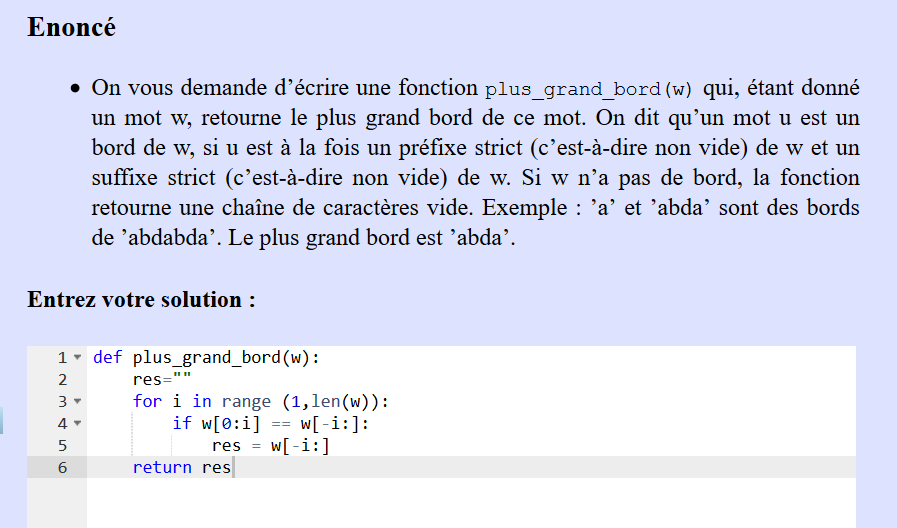 Enoncé
• On vous demande d’écrire une fonction plus_grand_bord(w) qui, étant donné
un mot w, retourne le plus grand bord de ce mot. On dit qu’un mot u est un
bord de w, si u est à la fois un préfixe strict (c’est-à-dire non vide) de w et un
suffixe strict (c’est-à-dire non vide) de w. Si w n’a pas de bord, la fonction
retourne une chaîne de caractères vide. Exemple : ’a’ et ’abda’ sont des bords
de ’abdabda’. Le plus grand bord est ’abda’.
Entrez votre solution :
1 def plus_grand_bord(w):
2     res=""
3     for i in range (1,len(w)):
4         if w[0:i] == w[-i:]:
5             res = w[-i:]
6     return res